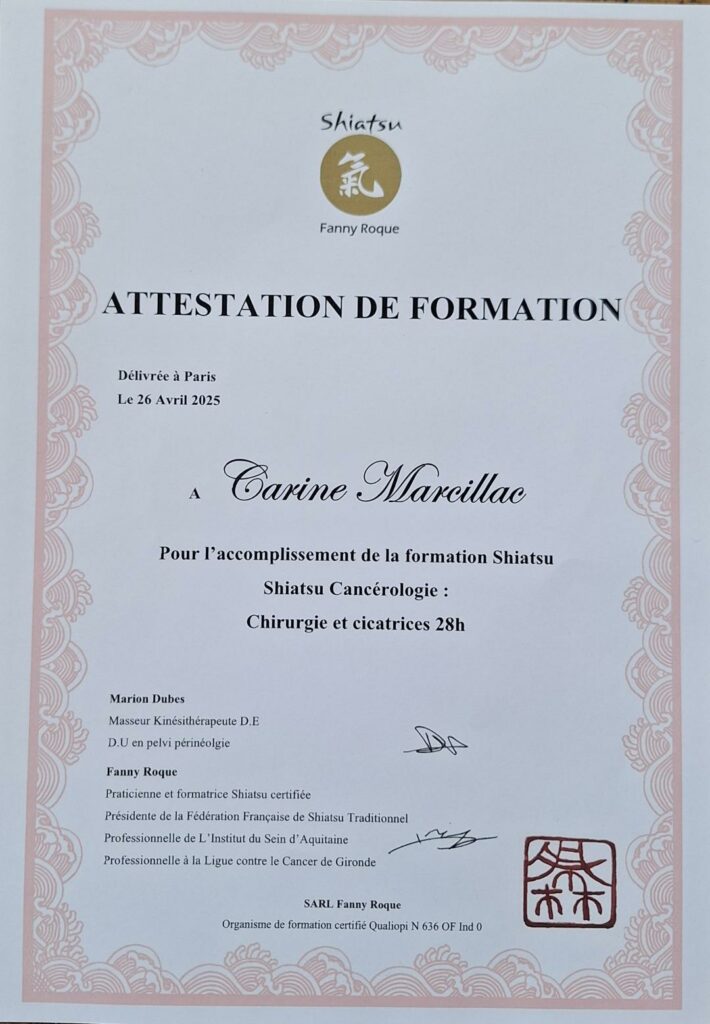 Shiatsu
氣
Fanny Roque
ATTESTATION DE FORMATION
Délivrée à Paris
Le 26 Avril 2025
A Carine Marcillac
Pour l’accomplissement de la formation Shiatsu
Shiatsu Cancérologie :
Chirurgie et cicatrices 28h
Marion Dubes
Masseur Kinésithérapeute D.E
D.U en pelvi périnéolgie
Fanny Roque
Praticienne et formatrice Shiatsu certifiée
Présidente de la Fédération Française de Shiatsu Traditionnel
Professionnelle de L’Institut du Sein d’Aquitaine
Professionnelle à la Ligue contre le Cancer de Gironde
SARL Fanny Roque
Organisme de formation certifié Qualiopi N 636 OF Ind 0